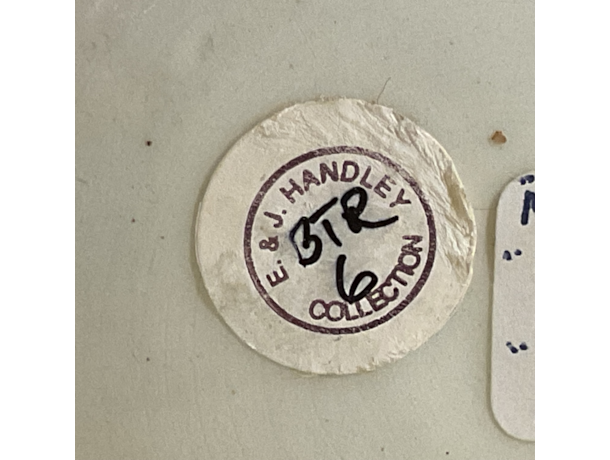 E. & J. HANDLEY
BTR
6
COLLECTION